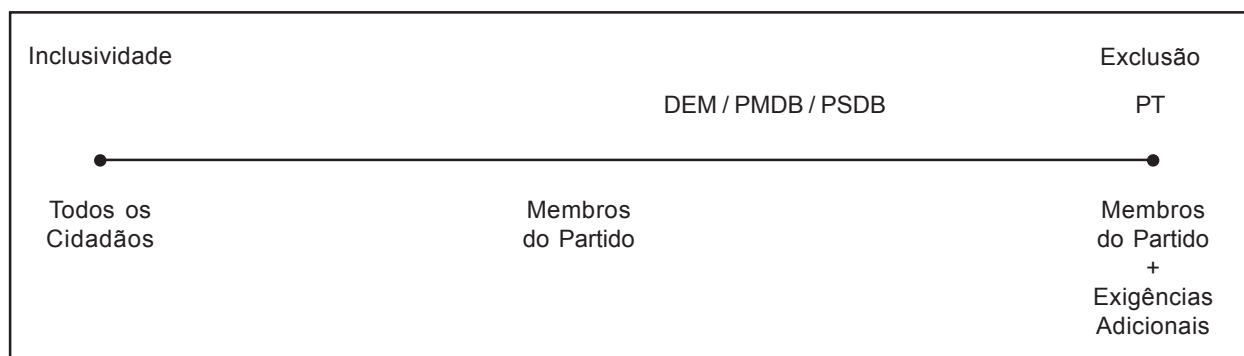 Inclusividade
Exclusão
DEM / PMDB / PSDB
PT
Todos os
Cidadãos
Membros
do Partido
Membros
do Partido
+
Exigências
Adicionais